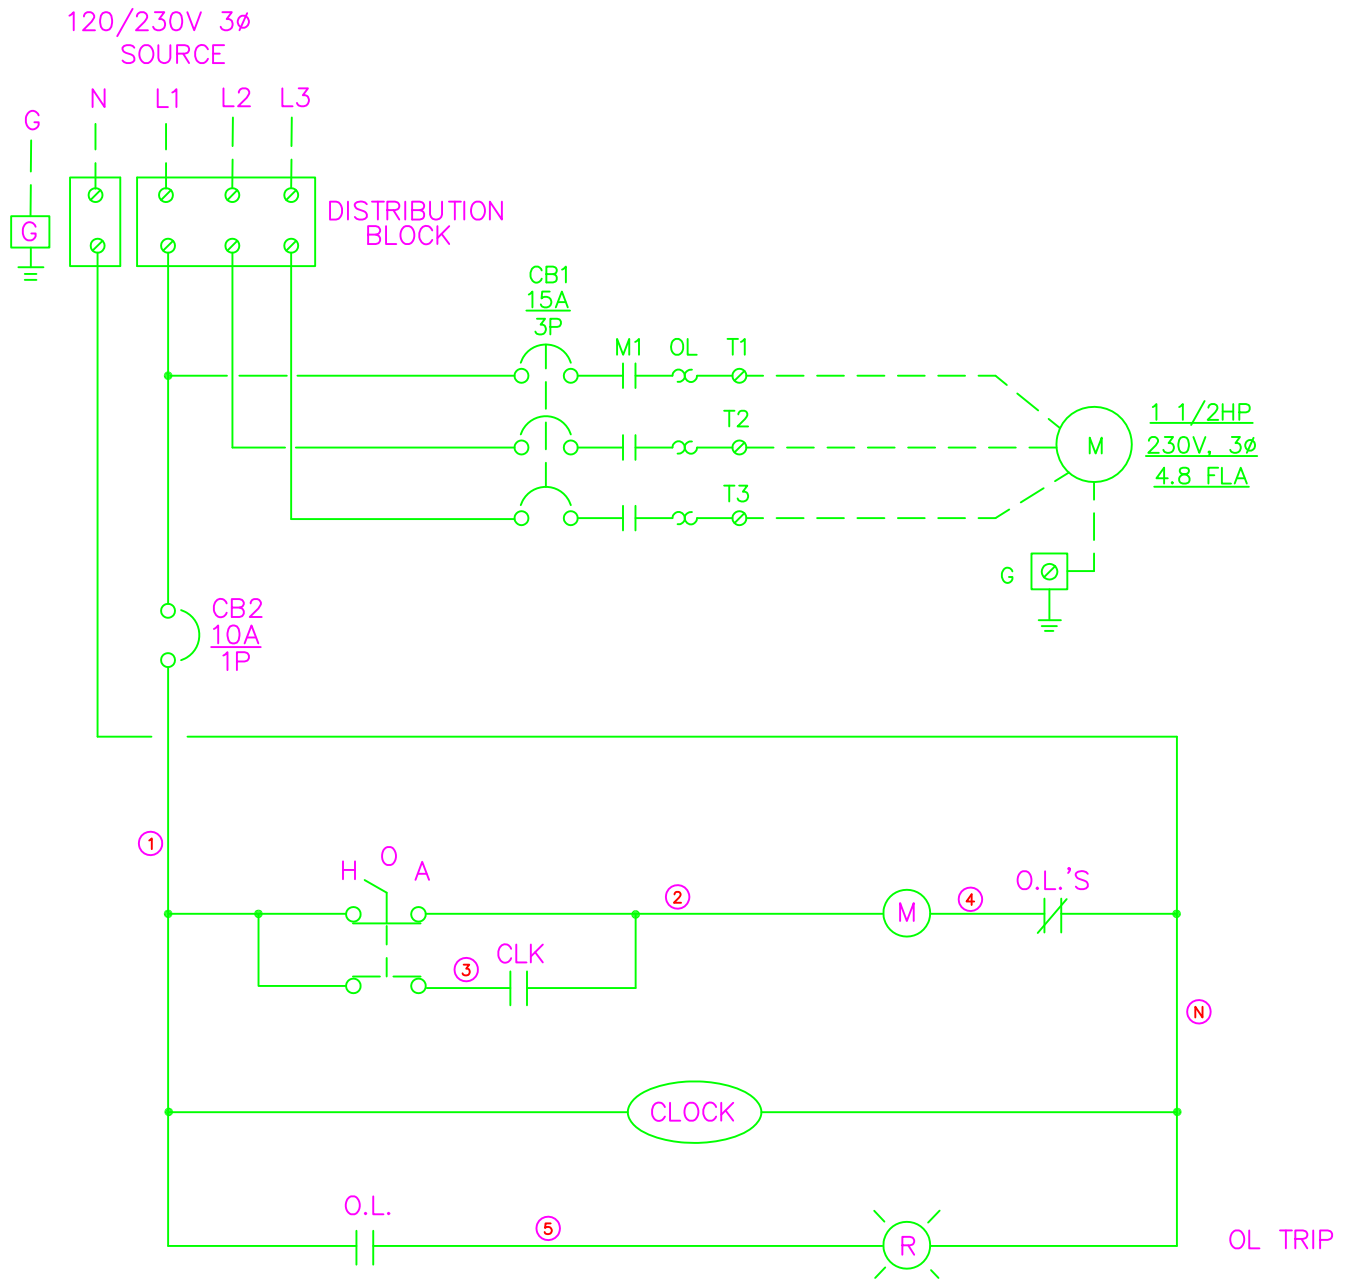 120/230V 3ø
SOURCE
G
N
L1
L2
L3
G
DISTRIBUTION
BLOCK
CB1
15A
3P
M1
OL
T1
T2
T3
M
1 1/2HP
230V, 3ø
4.8 FLA
G
CB2
10A
1P
1
H O A
2
M
4
O.L.'S
3
CLK
N
CLOCK
O.L.
5
R
OL TRIP